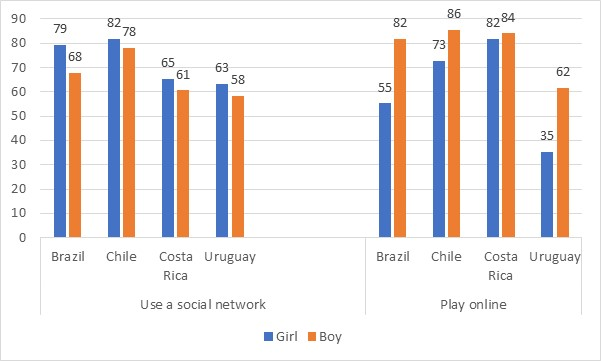 90
80
70
60
50
40
30
20
10
0
79
68
82
78
65
61
63
58
55
82
73
86
82
84
35
62
Brazil
Chile
Costa
Rica
Uruguay
Brazil
Chile
Costa
Rica
Uruguay
Use a social network
Play online
Girl
Boy